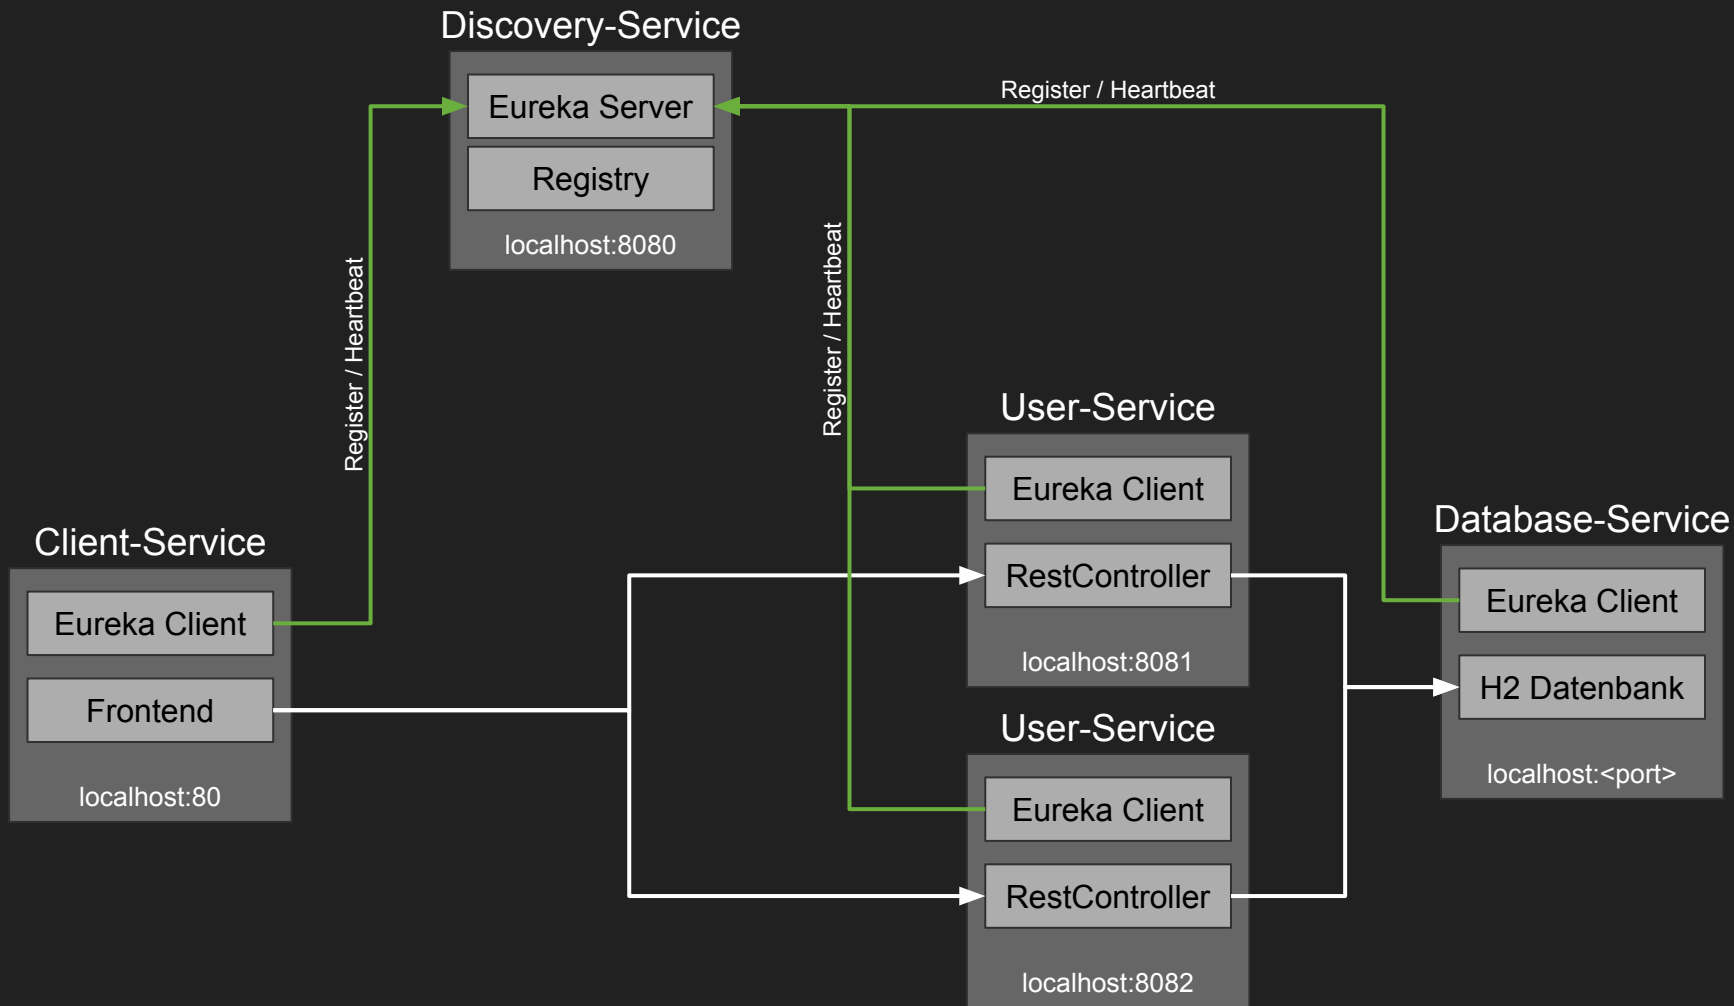 Discovery-Service
Eureka Server
Registry
localhost:8080
Register / Heartbeat
Register / Heartbeat
Register / Heartbeat
Client-Service
Eureka Client
Frontend
localhost:80
User-Service
Eureka Client
RestController
localhost:8081
User-Service
Eureka Client
RestController
localhost:8082
Database-Service
Eureka Client
H2 Datenbank
localhost:<port>